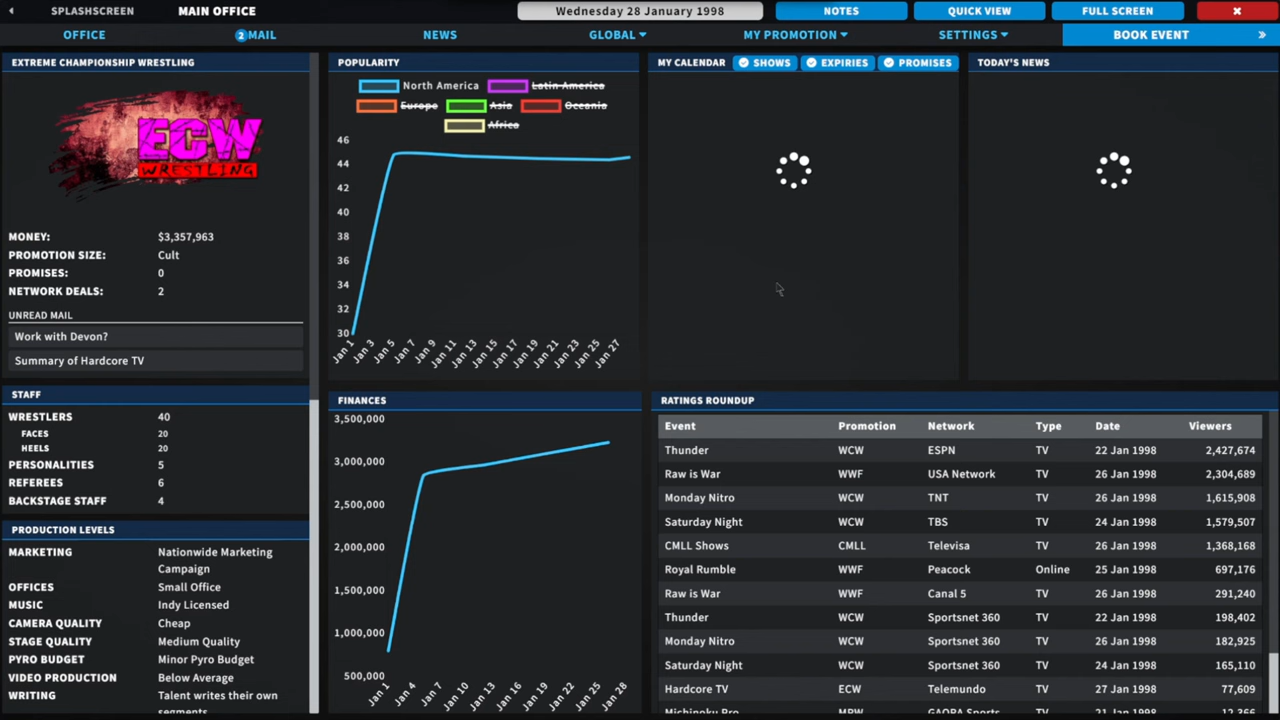 SPLASHSCREEN MAIN OFFICE Wednesday 28 January 1998 NOTES QUICK VIEW FULL SCREEN
OFFICE 2 MAIL NEWS GLOBAL MY PROMOTION SETTINGS BOOK EVENT
EXTREME CHAMPIONSHIP WRESTLING
ECW
WRESTLING
MONEY: $3,357,963
PROMOTION SIZE: Cult
PROMISES: 0
NETWORK DEALS: 2
UNREAD MAIL
Work with Devon?
Summary of Hardcore TV
STAFF
WRESTLERS 40
FACES 20
HEELS 20
PERSONALITIES 5
REFEREES 6
BACKSTAGE STAFF 4
PRODUCTION LEVELS
MARKETING Nationwide Marketing
Campaign
OFFICES Small Office
MUSIC Indy Licensed
CAMERA QUALITY Cheap
STAGE QUALITY Medium Quality
PYRO BUDGET Minor Pyro Budget
VIDEO PRODUCTION Below Average
WRITING Talent writes their own
segments
POPULARITY
North America Latin America
Europe Asia Oceania
Africa
46
44
42
40
38
36
34
32
30
Jan 1 Jan 3 Jan 5 Jan 7 Jan 9 Jan 11 Jan 13 Jan 15 Jan 17 Jan 19 Jan 21 Jan 23 Jan 25 Jan 27
MY CALENDAR SHOWS EXPIRIES PROMISES
TODAY'S NEWS
FINANCES
3,500,000
3,000,000
2,500,000
2,000,000
1,500,000
1,000,000
500,000
Jan 1 Jan 4 Jan 7 Jan 10 Jan 13 Jan 16 Jan 19 Jan 22 Jan 25 Jan 28
RATINGS ROUNDUP
Event Promotion Network Type Date Viewers
Thunder WCW ESPN TV 22 Jan 1998 2,427,674
Raw is War WWF USA Network TV 26 Jan 1998 2,304,689
Monday Nitro WCW TNT TV 26 Jan 1998 1,615,908
Saturday Night WCW TBS TV 24 Jan 1998 1,579,507
CMLL Shows CMLL Televisa TV 26 Jan 1998 1,368,168
Royal Rumble WWF Peacock Online 25 Jan 1998 697,176
Raw is War WWF Canal 5 TV 26 Jan 1998 291,240
Thunder WCW Sportsnet 360 TV 22 Jan 1998 198,402
Monday Nitro WCW Sportsnet 360 TV 26 Jan 1998 182,925
Saturday Night WCW Sportsnet 360 TV 24 Jan 1998 165,110
Hardcore TV ECW Telemundo TV 27 Jan 1998 77,609
Michinoku Pro MPW GAORA Sports TV 21 Jan 1998 12,366